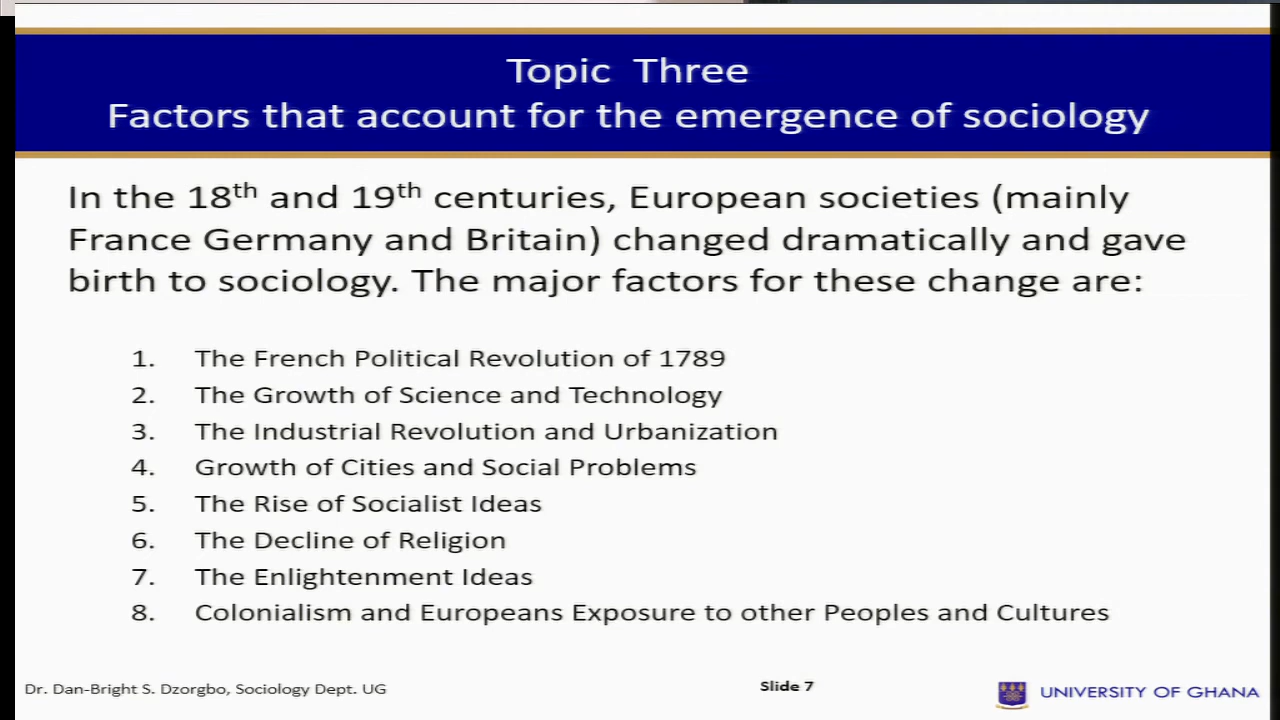 Topic Three
Factors that account for the emergence of sociology
In the 18th and 19th centuries, European societies (mainly
France Germany and Britain) changed dramatically and gave
birth to sociology. The major factors for these change are:
1. The French Political Revolution of 1789
2. The Growth of Science and Technology
3. The Industrial Revolution and Urbanization
4. Growth of Cities and Social Problems
5. The Rise of Socialist Ideas
6. The Decline of Religion
7. The Enlightenment Ideas
8. Colonialism and Europeans Exposure to other Peoples and Cultures
Dr. Dan-Bright S. Dzorgbo, Sociology Dept. UG
Slide 7
UNIVERSITY OF GHANA